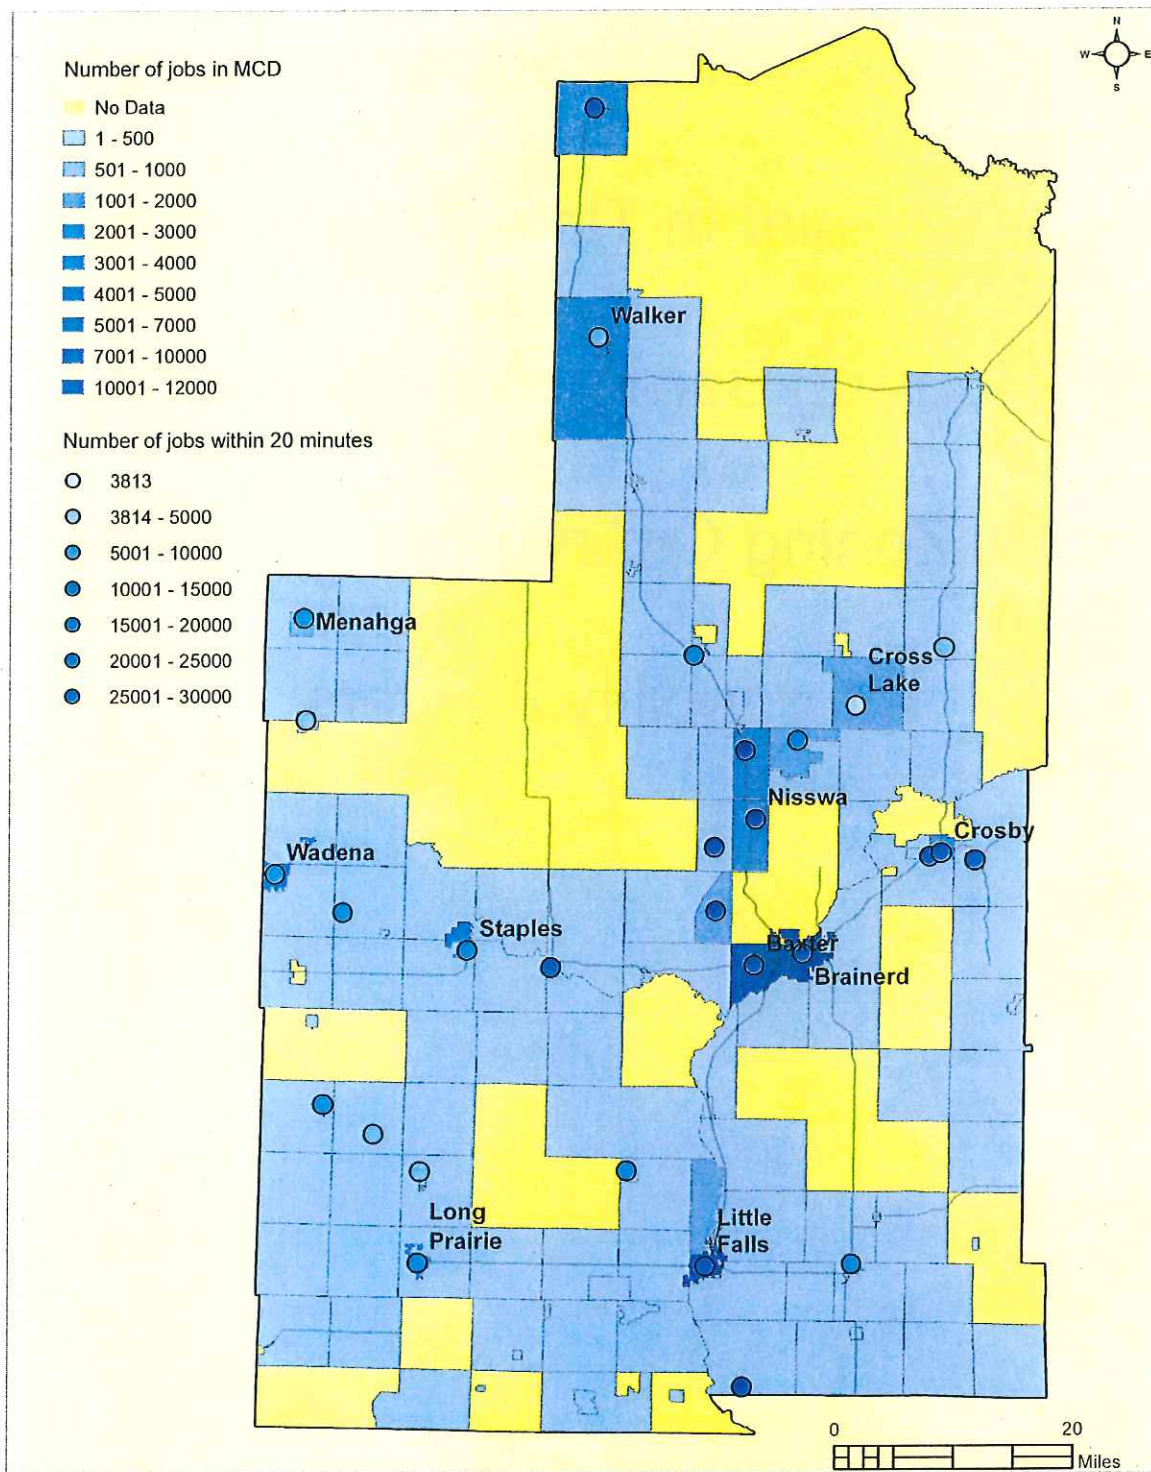 Number of jobs in MCD
No Data
1 - 500
501 - 1000
1001 - 2000
2001 - 3000
3001 - 4000
4001 - 5000
5001 - 7000
7001 - 10000
10001 - 12000
Number of jobs within 20 minutes
3813
3814 - 5000
5001 - 10000
10001 - 15000
15001 - 20000
20001 - 25000
25001 - 30000
N
W E
S
Walker
Menahga
Cross
Lake
Nisswa
Crosby
Wadena
Staples
Baxter
Brainerd
Long
Prairie
Little
Falls
0 20
Miles